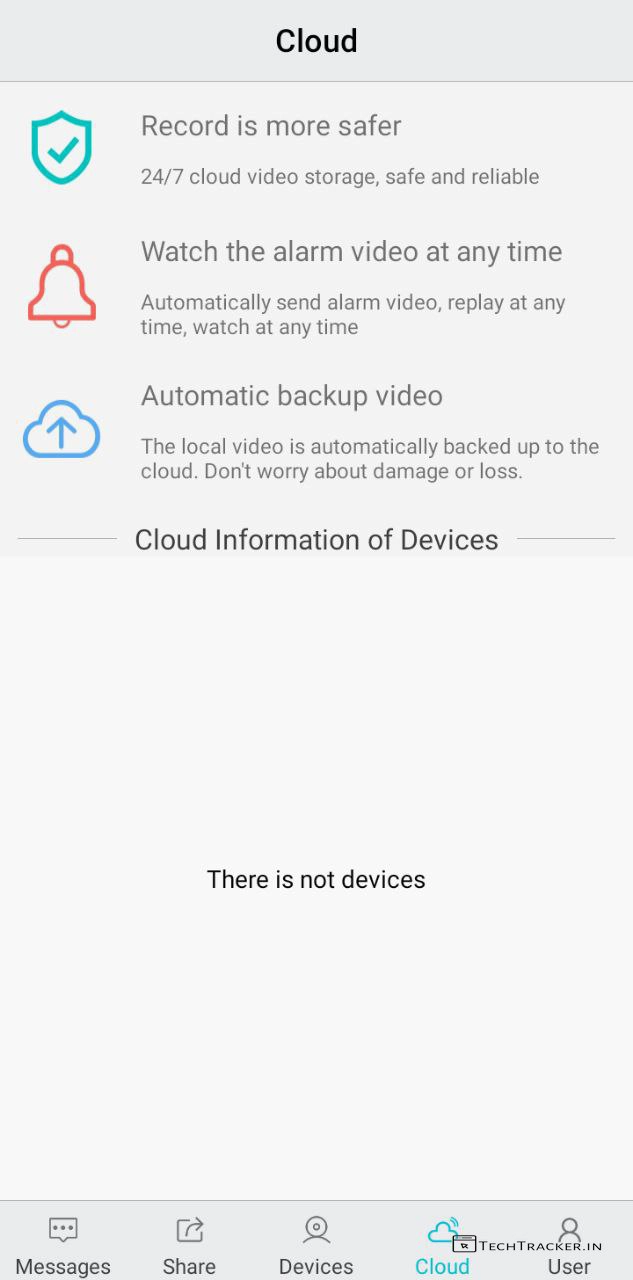 Cloud
Record is more safer
24/7 cloud video storage, safe and reliable
Watch the alarm video at any time
Automatically send alarm video, replay at any
time, watch at any time
Automatic backup video
The local video is automatically backed up to the
cloud. Don't worry about damage or loss.
Cloud Information of Devices
There is not devices
Messages
Share
Devices
Cloud
User
TechTracker.in